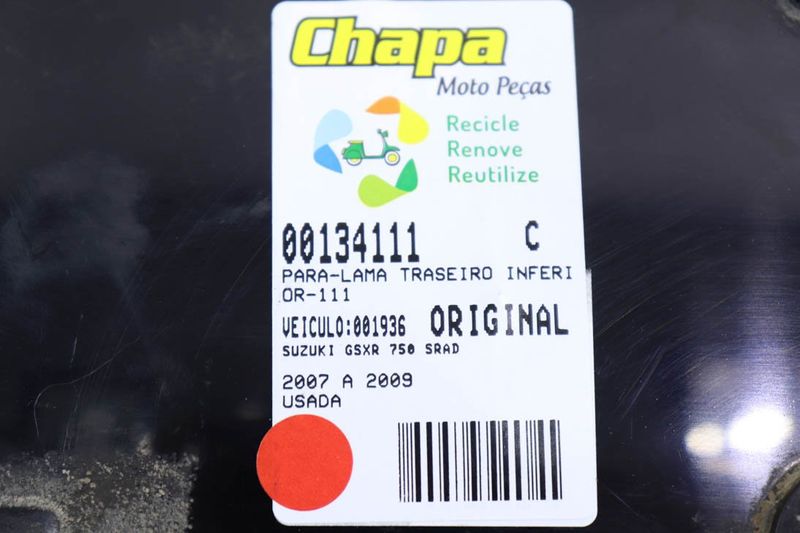 Chapa
Moto Peças
Recicle
Renove
Reutilize
00134111 C
PARA-LAMA TRASEIRO INFERI
OR-111
VEICULO:001936 ORIGINAL
SUZUKI GSXR 750 SRAD
2007 A 2009
USADA